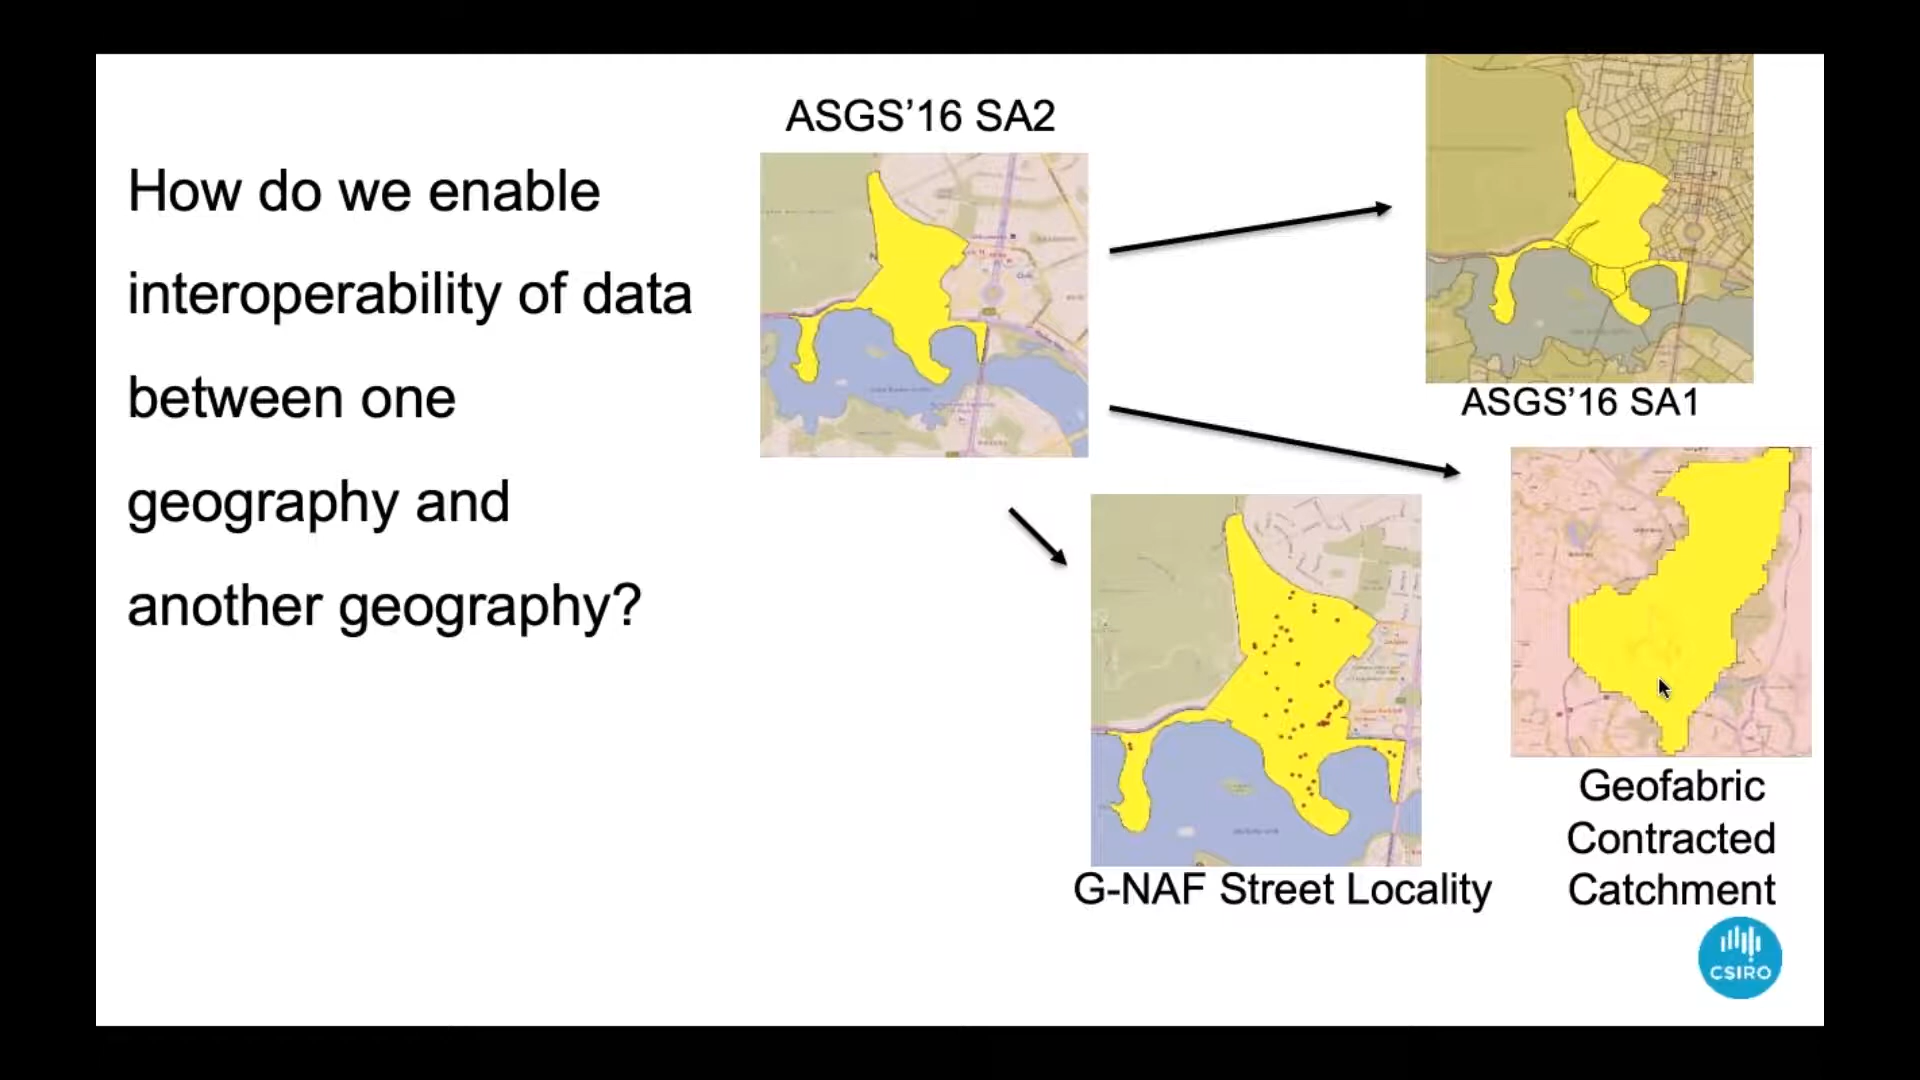 How do we enable
interoperability of data
between one
geography and
another geography?
ASGS’16 SA2
ASGS’16 SA1
G-NAF Street Locality
Geofabric
Contracted
Catchment
CSIRO